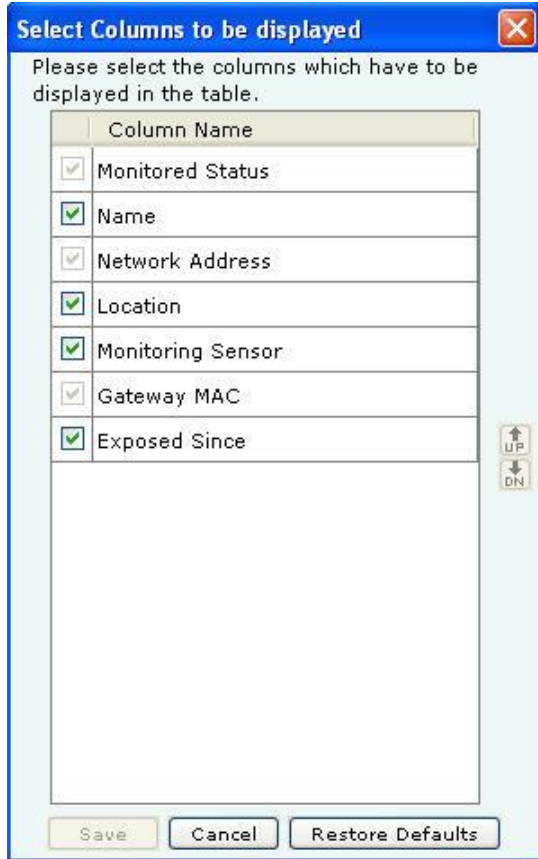 Select Columns to be displayed
Please select the columns which have to be
displayed in the table.
Column Name
Monitored Status
Name
Network Address
Location
Monitoring Sensor
Gateway MAC
Exposed Since
UP
DN
Save Cancel Restore Defaults